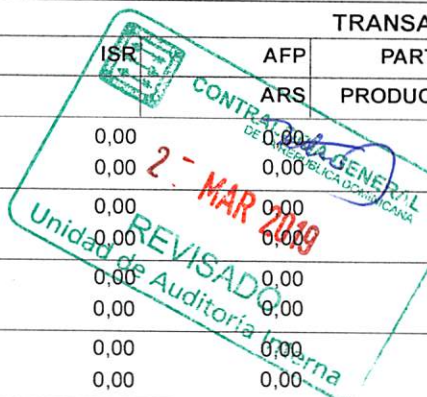 TRANSA
ISR AFP PART
ARS PRODUC
CONTRALORIA GENERAL
DE LA REPUBLICA DOMINICANA
0,00 0,00
0,00 0,00
2- MAR 2019
0,00 0,00
0,00 0,00
REVISADO
Unidad de Auditoría Interna
0,00 0,00
0,00 0,00
0,00 0,00
0,00 0,00